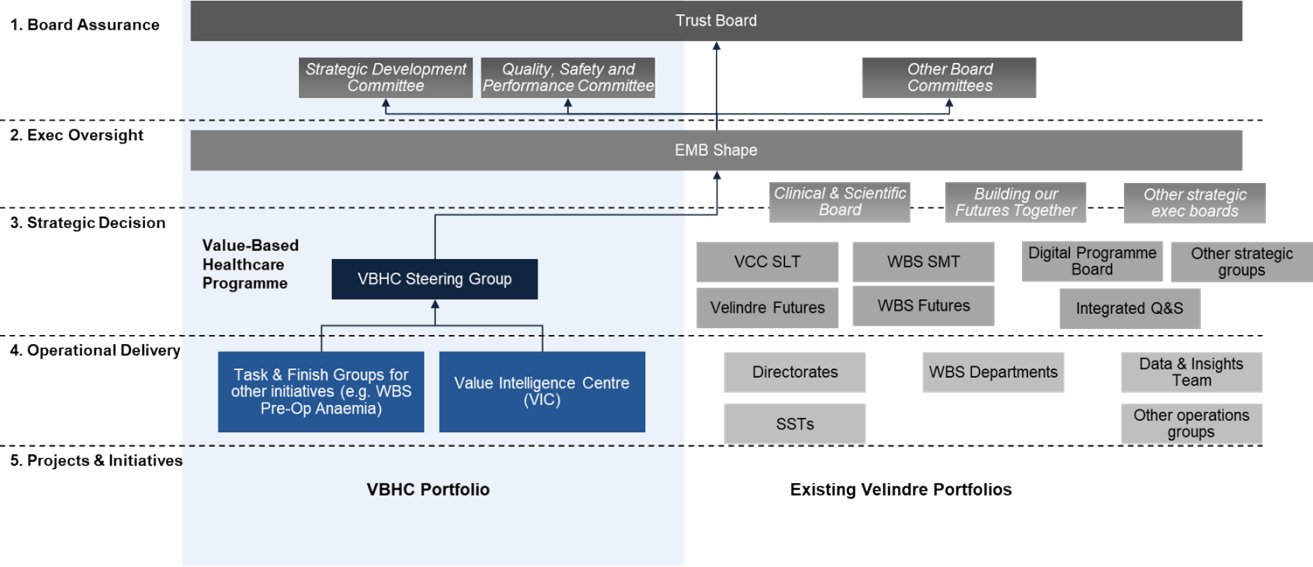 1. Board Assurance
Trust Board
Strategic Development
Committee
Quality, Safety and
Performance Committee
Other Board
Committees
2. Exec Oversight
EMB Shape
Clinical & Scientific
Board
Building our
Futures Together
Other strategic
exec boards
3. Strategic Decision
Value-Based
Healthcare
Programme
VBHC Steering Group
VCC SLT
WBS SMT
Digital Programme
Board
Other strategic
groups
Velindre Futures
WBS Futures
Integrated Q&S
4. Operational Delivery
Task & Finish Groups for
other initiatives (e.g. WBS
Pre-Op Anaemia)
Value Intelligence Centre
(VIC)
Directorates
WBS Departments
Data & Insights
Team
SSTs
Other operations
groups
5. Projects & Initiatives
VBHC Portfolio
Existing Velindre Portfolios